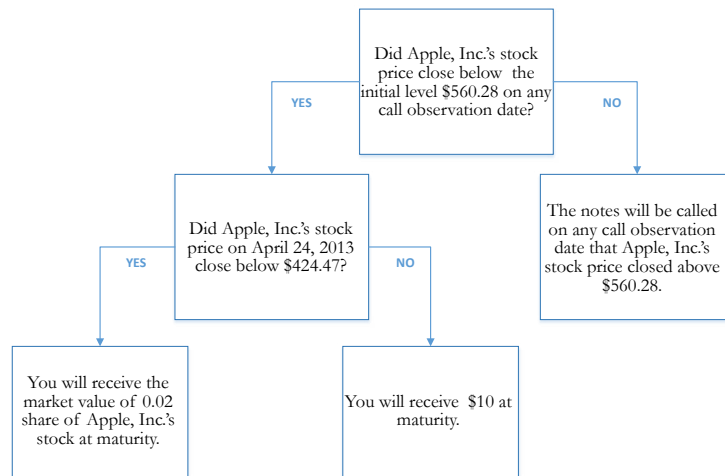 Did Apple, Inc.'s stock
price close below the
initial level $560.28 on any
call observation date?
YES
NO
Did Apple, Inc.'s stock
price on April 24, 2013
close below $424.47?
The notes will be called
on any call observation
date that Apple, Inc.'s
stock price closed above
$560.28.
YES
NO
You will receive the
market value of 0.02
share of Apple, Inc.'s
stock at maturity.
You will receive $10 at
maturity.